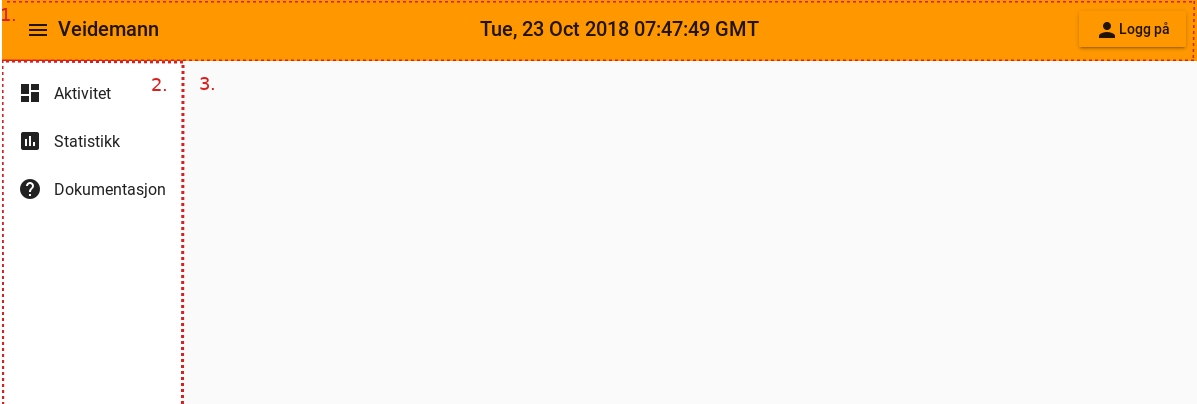 1.
Veidemann Tue, 23 Oct 2018 07:47:49 GMT Logg på
2. 3.
Aktivitet
Statistikk
Dokumentasjon